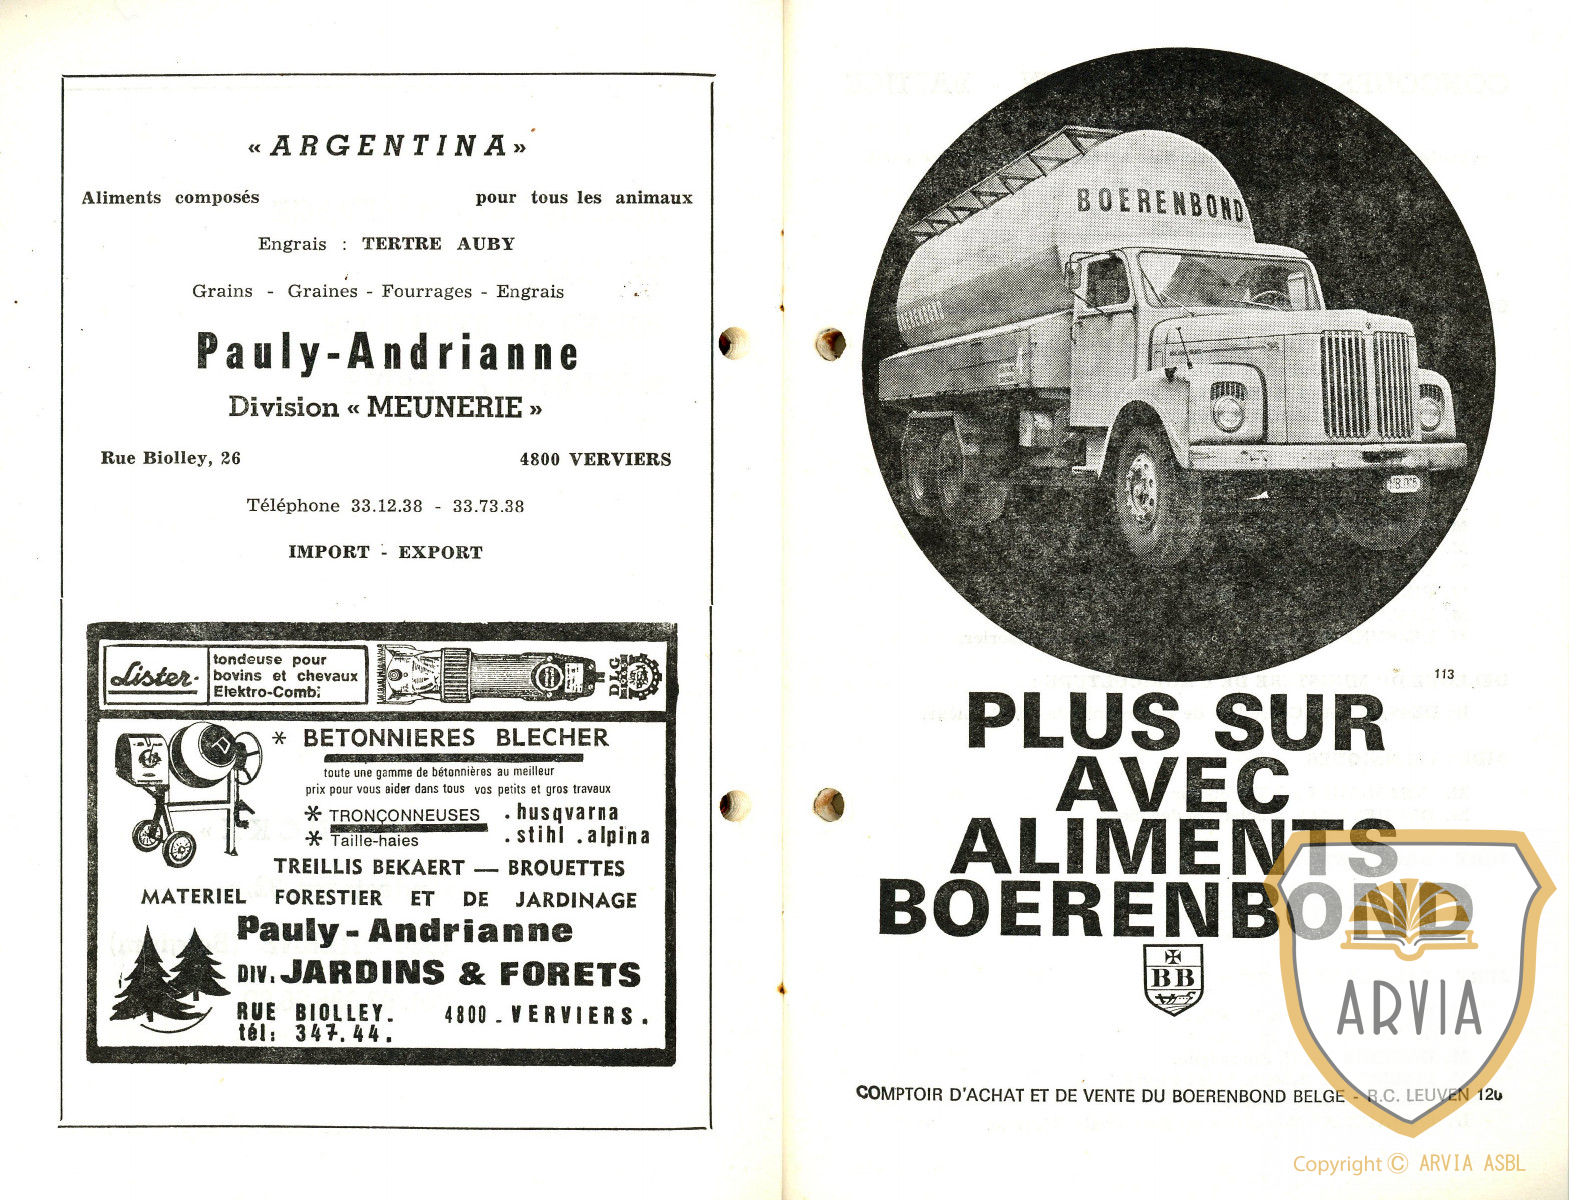 « ARGENTINA »
Aliments composés pour tous les animaux
Engrais : TERTRE AUBY
Grains - Graines - Fourrages - Engrais
Pauly-Andrianne
Division « MEUNERIE »
Rue Biolley, 26 4800 VERVIERS
Téléphone 33.12.38 - 33.73.38
IMPORT - EXPORT
Lister.
tondeuse pour
bovins et chevaux
Elektro-Combi
DLG
* BETONNIERES BLECHER
toute une gamme de bétonnières au meilleur
prix pour vous aider dans tous vos petits et gros travaux
* TRONÇONNEUSES . husqvarna
* Taille-haies . stihl . alpina
TREILLIS BEKAERT — BROUETTES
MATERIEL FORESTIER ET DE JARDINAGE
Pauly-Andrianne
DIV. JARDINS & FORETS
RUE BIOLLEY. 4800 - VERVIERS.
tél: 347.44.
BOERENBOND
113
PLUS SUR
AVEC
ALIMENTS
BOERENBOND
BB
COMPTOIR D'ACHAT ET DE VENTE DU BOERENBOND BELGE - R.C. LEUVEN 120
ARVIA
Copyright © ARVIA ASBL